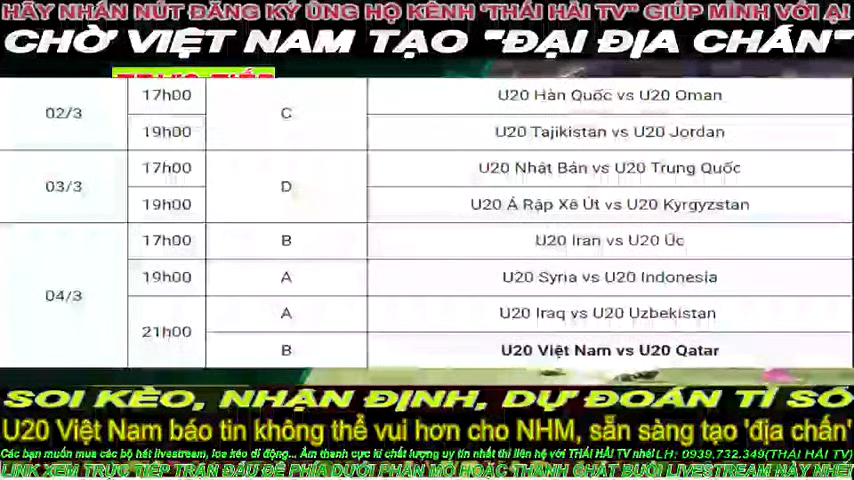 HÃY NHẤN NÚT ĐĂNG KÝ ỦNG HỘ KÊNH "THÁI HẢI TV" GIÚP MÌNH VỚI Ạ!
CHỜ VIỆT NAM TẠO "ĐẠI ĐỊA CHẤN"
TRỰC TIẾP
02/3 17h00 C U20 Hàn Quốc vs U20 Oman
19h00 U20 Tajikistan vs U20 Jordan
03/3 17h00 D U20 Nhật Bản vs U20 Trung Quốc
19h00 U20 Ả Rập Xê Út vs U20 Kyrgyzstan
04/3 17h00 B U20 Iran vs U20 Úc
19h00 A U20 Syria vs U20 Indonesia
21h00 A U20 Iraq vs U20 Uzbekistan
B U20 Việt Nam vs U20 Qatar
SOI KÈO, NHẬN ĐỊNH, DỰ ĐOÁN TỈ SỐ
U20 Việt Nam báo tin không thể vui hơn cho NHM, sẵn sàng tạo 'địa chấn'
Các bạn muốn mua các bộ hát livestream, loa kéo di động... Âm thanh cực kì chất lượng uy tín nhất thì liên hệ với THÁI HẢI TV nhé! LH: 0939.732.349(THÁI HẢI TV)
LINK XEM TRỰC TIẾP TRẬN ĐẤU ĐỂ PHÍA DƯỚI PHẦN MÔ HOẶC THANH CHÁT BUỔI LIVESTREAM NÀY NHÉ!